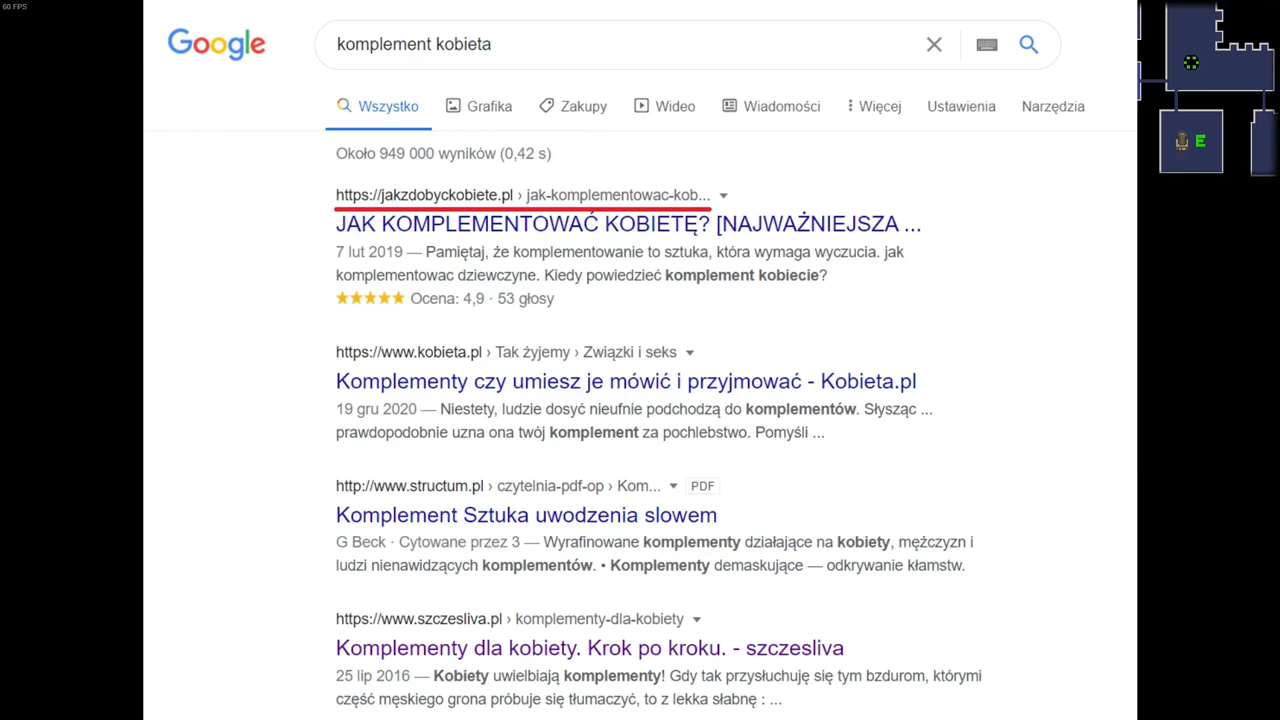 60 FPS
Google
komplement kobieta
Wszystko Grafika Zakupy Wideo Wiadomości Więcej Ustawienia Narzędzia
Około 949 000 wyników (0,42 s)
https://jakzdobyckobiete.pl › jak-komplementowac-kob...
JAK KOMPLEMENTOWAĆ KOBIETĘ? [NAJWAŻNIEJSZA ...
7 lut 2019 — Pamiętaj, że komplementowanie to sztuka, która wymaga wyczucia. jak
komplementowac dziewczyne. Kiedy powiedzieć komplement kobiecie?
★★★★★ Ocena: 4,9 · 53 głosy
https://www.kobieta.pl › Tak żyjemy › Związki i seks
Komplementy czy umiesz je mówić i przyjmować - Kobieta.pl
19 gru 2020 — Niestety, ludzie dosyć nieufnie podchodzą do komplementów. Słysząc ...
prawdopodobnie uzna ona twój komplement za pochlebstwo. Pomyśli ...
http://www.structum.pl › czytelnia-pdf-op › Kom... PDF
Komplement Sztuka uwodzenia slowem
G Beck · Cytowane przez 3 — Wyrafinowane komplementy działające na kobiety, mężczyzn i
ludzi nienawidzących komplementów. • Komplementy demaskujące — odkrywanie kłamstw.
https://www.szczesliva.pl › komplementy-dla-kobiety
Komplementy dla kobiety. Krok po kroku. - szczesliva
25 lip 2016 — Kobiety uwielbiają komplementy! Gdy tak przysłuchuję się tym bzdurom, którymi
część męskiego grona próbuje się tłumaczyć, to z lekka słabnę : ...
E